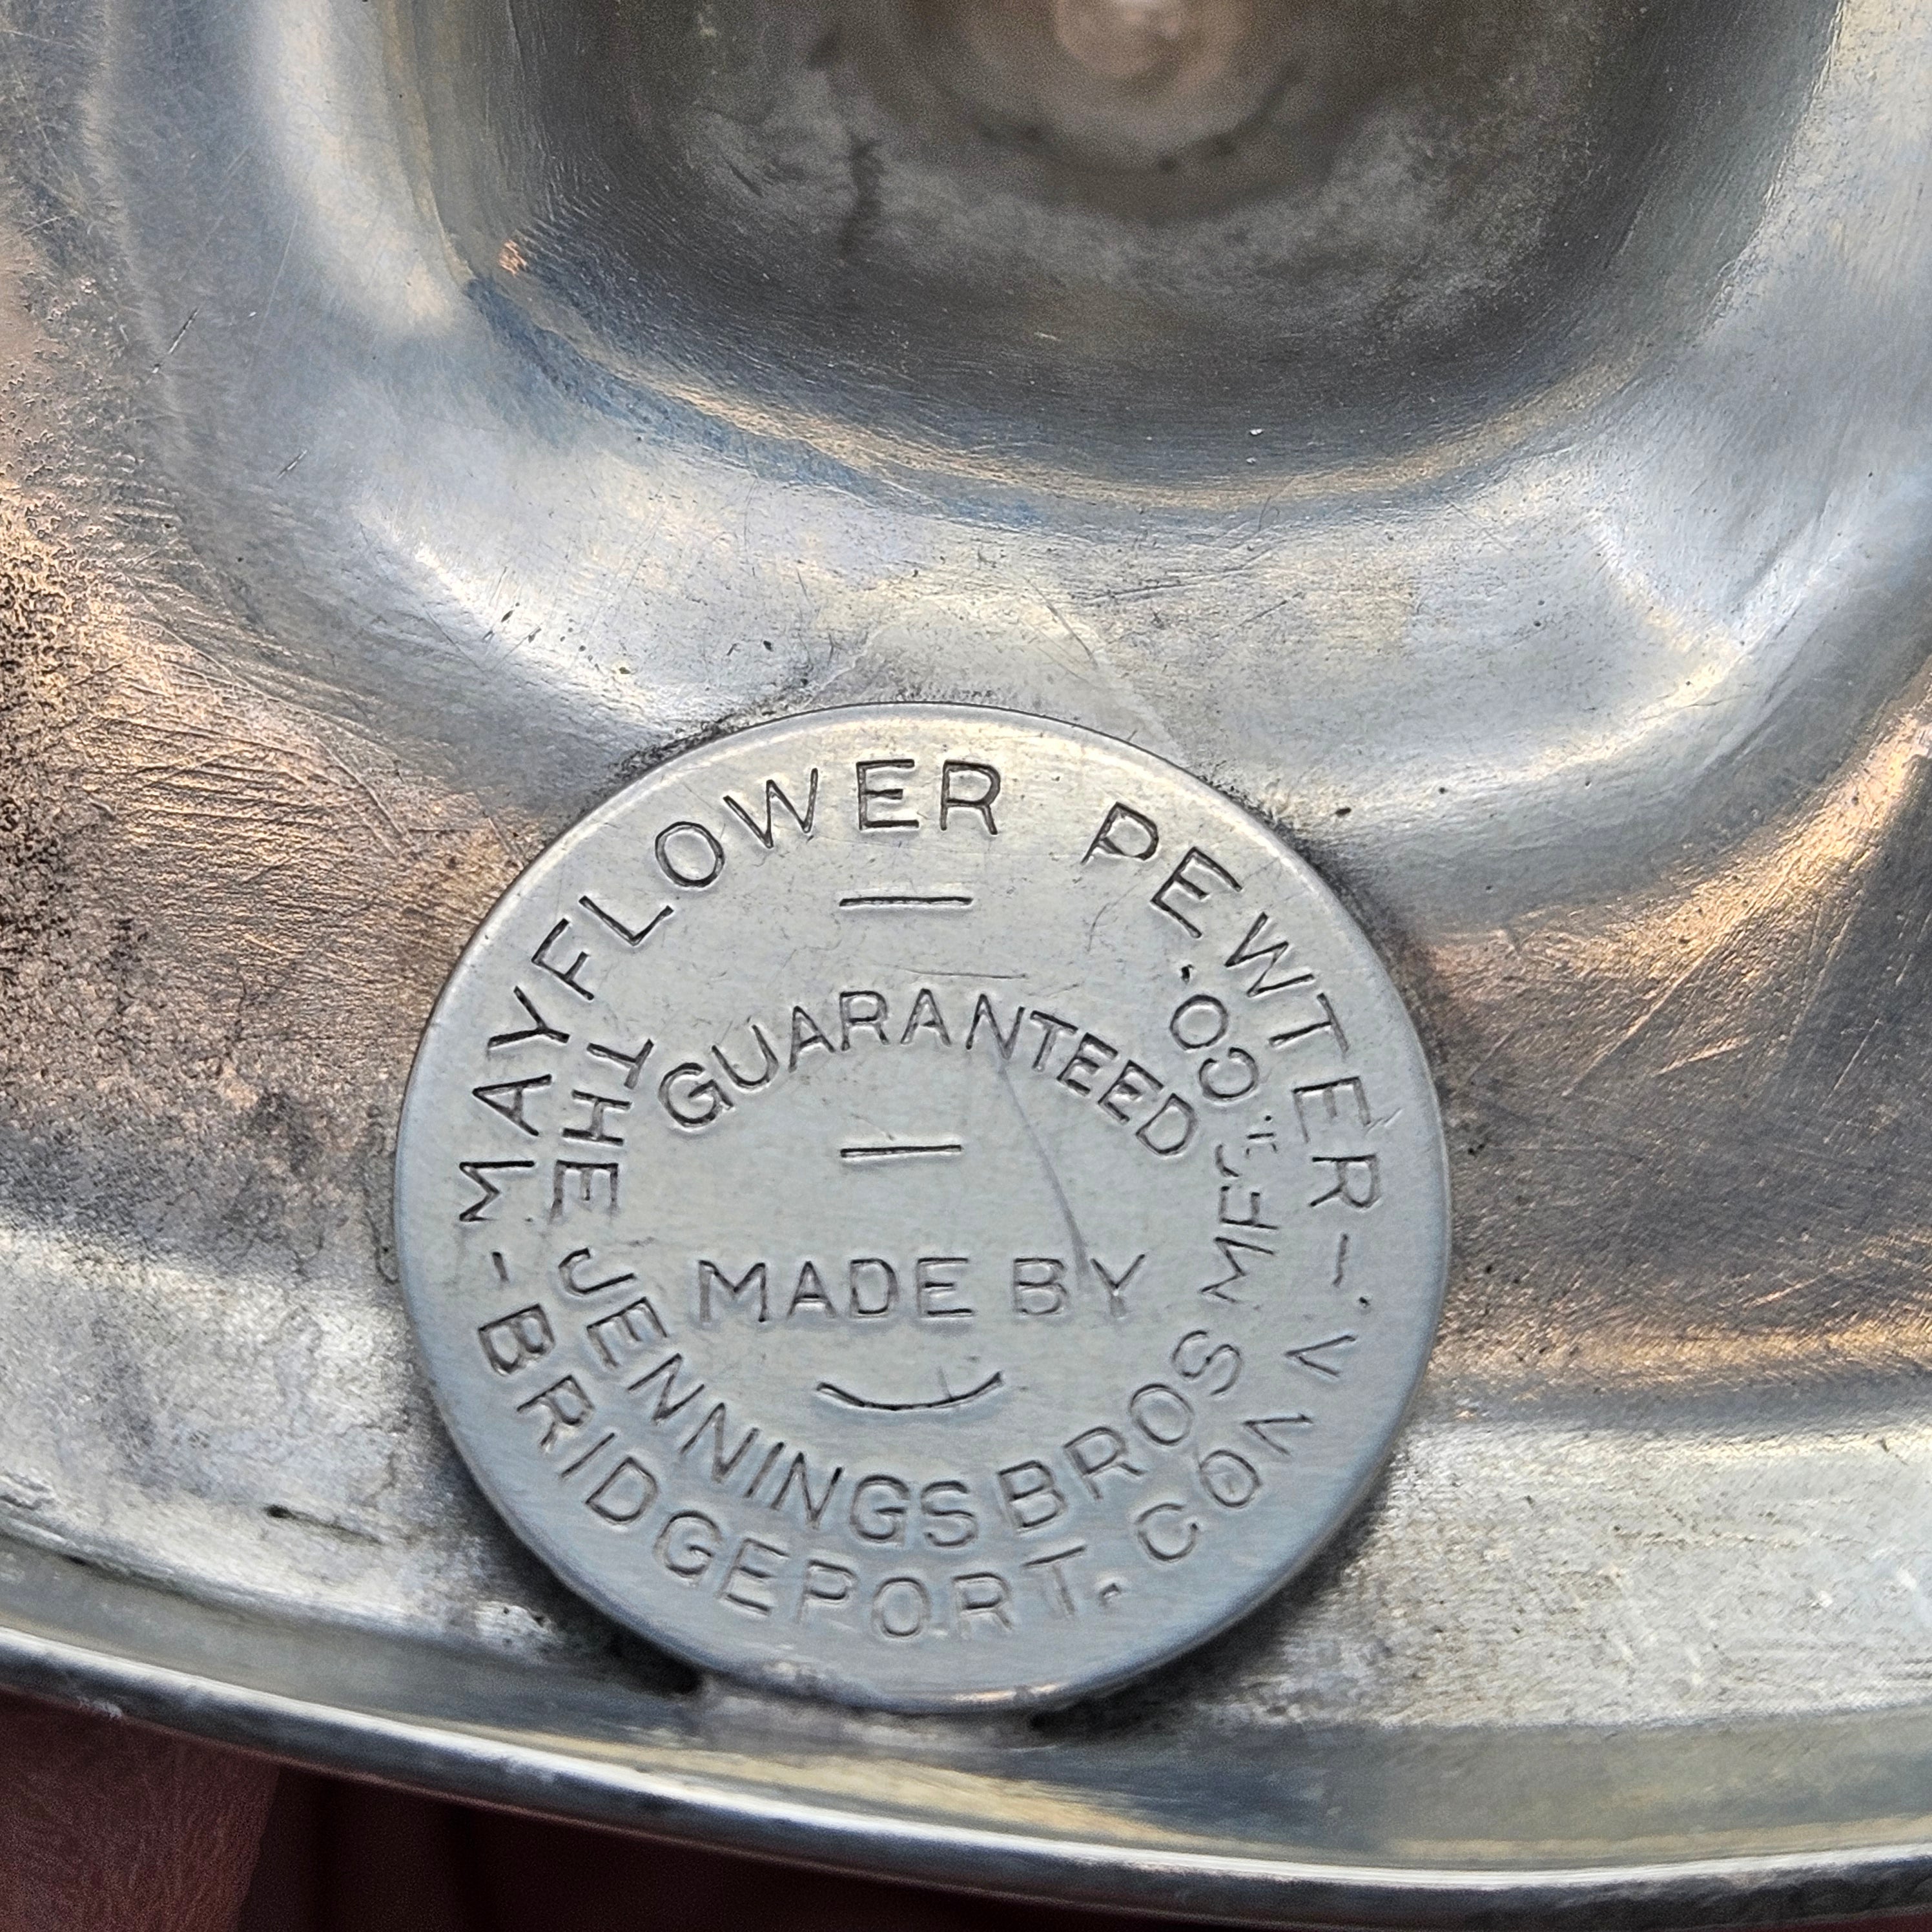 -MAYFLOWER PEWTER-
GUARANTEED
MADE BY
THE JENNINGS BROS MFG. CO.
BRIDGEPORT. CONN.